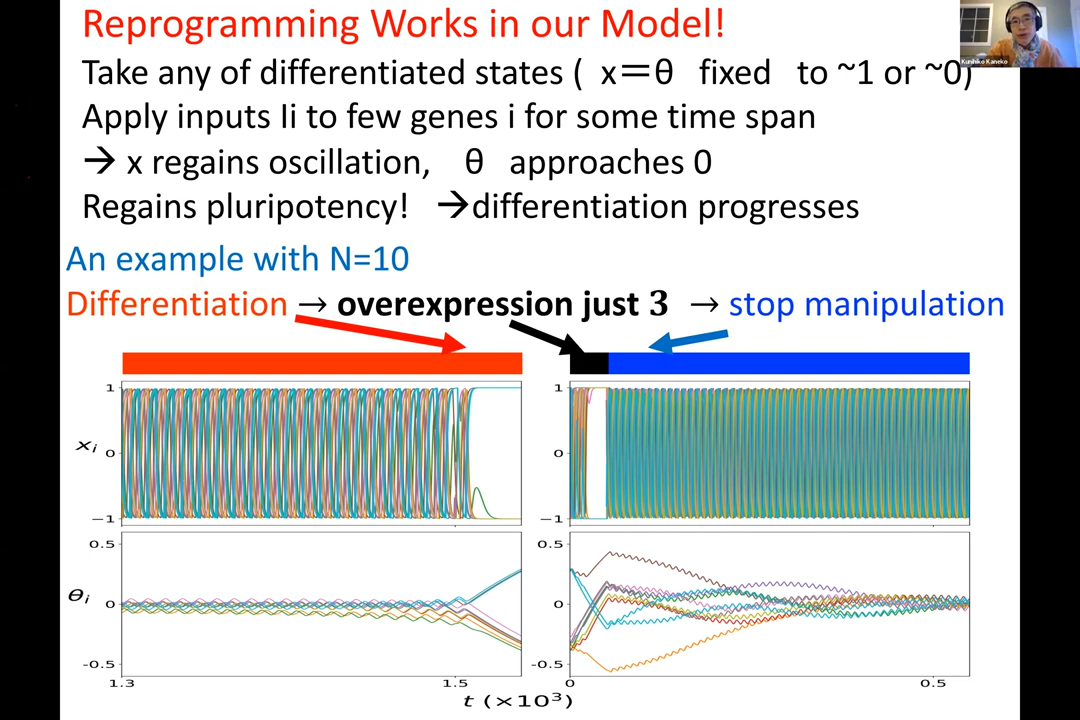 Reprogramming Works in our Model!
Take any of differentiated states ( x=θ fixed to ~1 or ~0)
Kunihiko Kaneko
Apply inputs Ii to few genes i for some time span
→ x regains oscillation, θ approaches 0
Regains pluripotency! →differentiation progresses
An example with N=10
Differentiation → overexpression just 3 → stop manipulation
1
xi 0
−1
1
0
−1
0.5
θi 0
-0.5
0.5
0
-0.5
1.3 1.5 0 0.5
t (×10³)